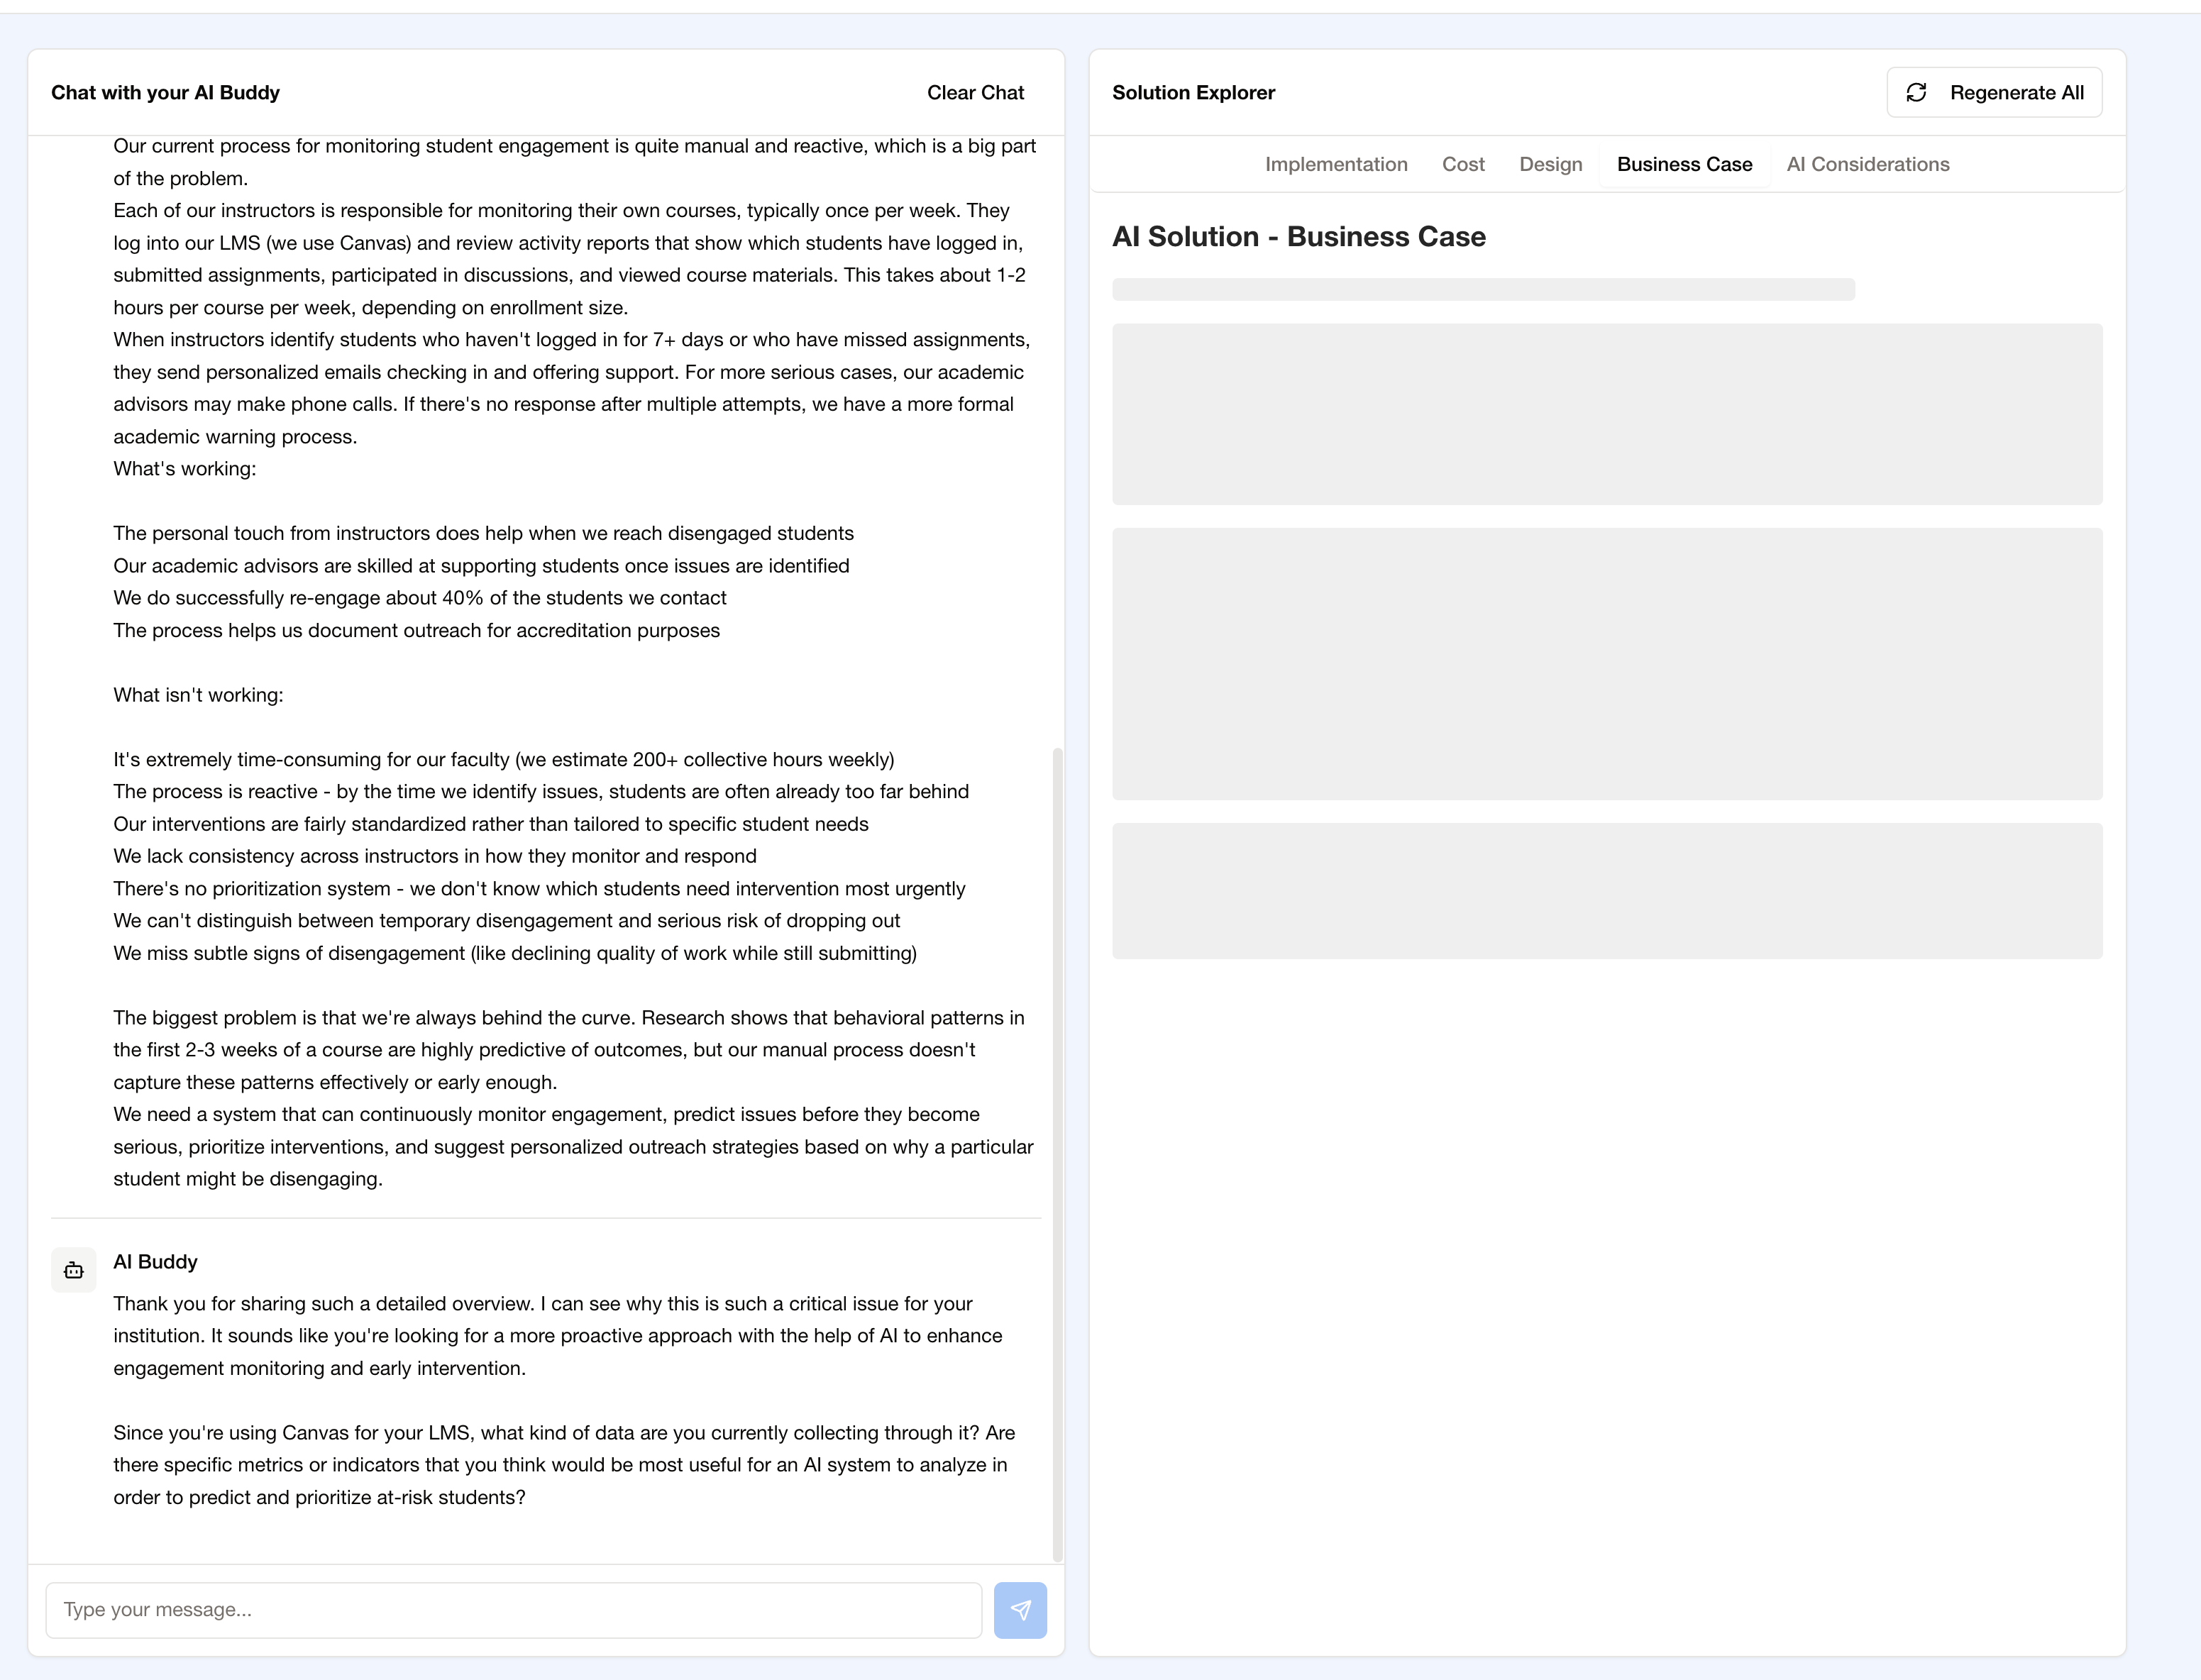 Chat with your AI Buddy
Clear Chat
Our current process for monitoring student engagement is quite manual and reactive, which is a big part
of the problem.
Each of our instructors is responsible for monitoring their own courses, typically once per week. They
log into our LMS (we use Canvas) and review activity reports that show which students have logged in,
submitted assignments, participated in discussions, and viewed course materials. This takes about 1-2
hours per course per week, depending on enrollment size.
When instructors identify students who haven't logged in for 7+ days or who have missed assignments,
they send personalized emails checking in and offering support. For more serious cases, our academic
advisors may make phone calls. If there's no response after multiple attempts, we have a more formal
academic warning process.
What's working:
The personal touch from instructors does help when we reach disengaged students
Our academic advisors are skilled at supporting students once issues are identified
We do successfully re-engage about 40% of the students we contact
The process helps us document outreach for accreditation purposes
What isn't working:
It's extremely time-consuming for our faculty (we estimate 200+ collective hours weekly)
The process is reactive - by the time we identify issues, students are often already too far behind
Our interventions are fairly standardized rather than tailored to specific student needs
We lack consistency across instructors in how they monitor and respond
There's no prioritization system - we don't know which students need intervention most urgently
We can't distinguish between temporary disengagement and serious risk of dropping out
We miss subtle signs of disengagement (like declining quality of work while still submitting)
The biggest problem is that we're always behind the curve. Research shows that behavioral patterns in
the first 2-3 weeks of a course are highly predictive of outcomes, but our manual process doesn't
capture these patterns effectively or early enough.
We need a system that can continuously monitor engagement, predict issues before they become
serious, prioritize interventions, and suggest personalized outreach strategies based on why a particular
student might be disengaging.
AI Buddy
Thank you for sharing such a detailed overview. I can see why this is such a critical issue for your
institution. It sounds like you're looking for a more proactive approach with the help of AI to enhance
engagement monitoring and early intervention.
Since you're using Canvas for your LMS, what kind of data are you currently collecting through it? Are
there specific metrics or indicators that you think would be most useful for an AI system to analyze in
order to predict and prioritize at-risk students?
Type your message...
Solution Explorer
Regenerate All
Implementation
Cost
Design
Business Case
AI Considerations
AI Solution - Business Case